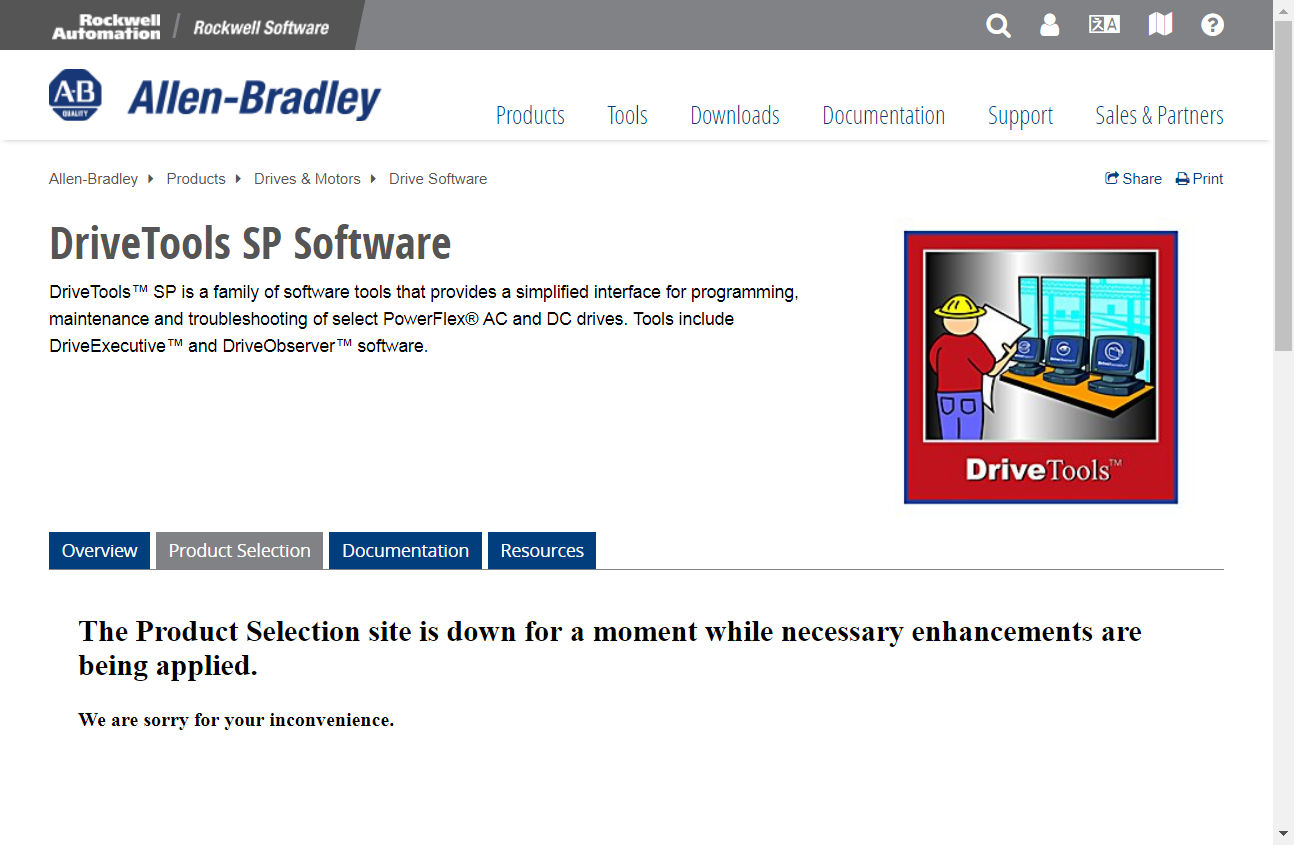 Rockwell Automation
Rockwell Software
A-B
QUALITY
Allen-Bradley
Products
Tools
Downloads
Documentation
Support
Sales & Partners
Allen-Bradley
Products
Drives & Motors
Drive Software
Share
Print
DriveTools SP Software
DriveTools™ SP is a family of software tools that provides a simplified interface for programming,
maintenance and troubleshooting of select PowerFlex® AC and DC drives. Tools include
DriveExecutive™ and DriveObserver™ software.
DriveTools™
Overview
Product Selection
Documentation
Resources
The Product Selection site is down for a moment while necessary enhancements are
being applied.
We are sorry for your inconvenience.